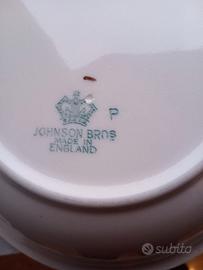 P
JOHNSON BROS
MADE IN
ENGLAND
subito